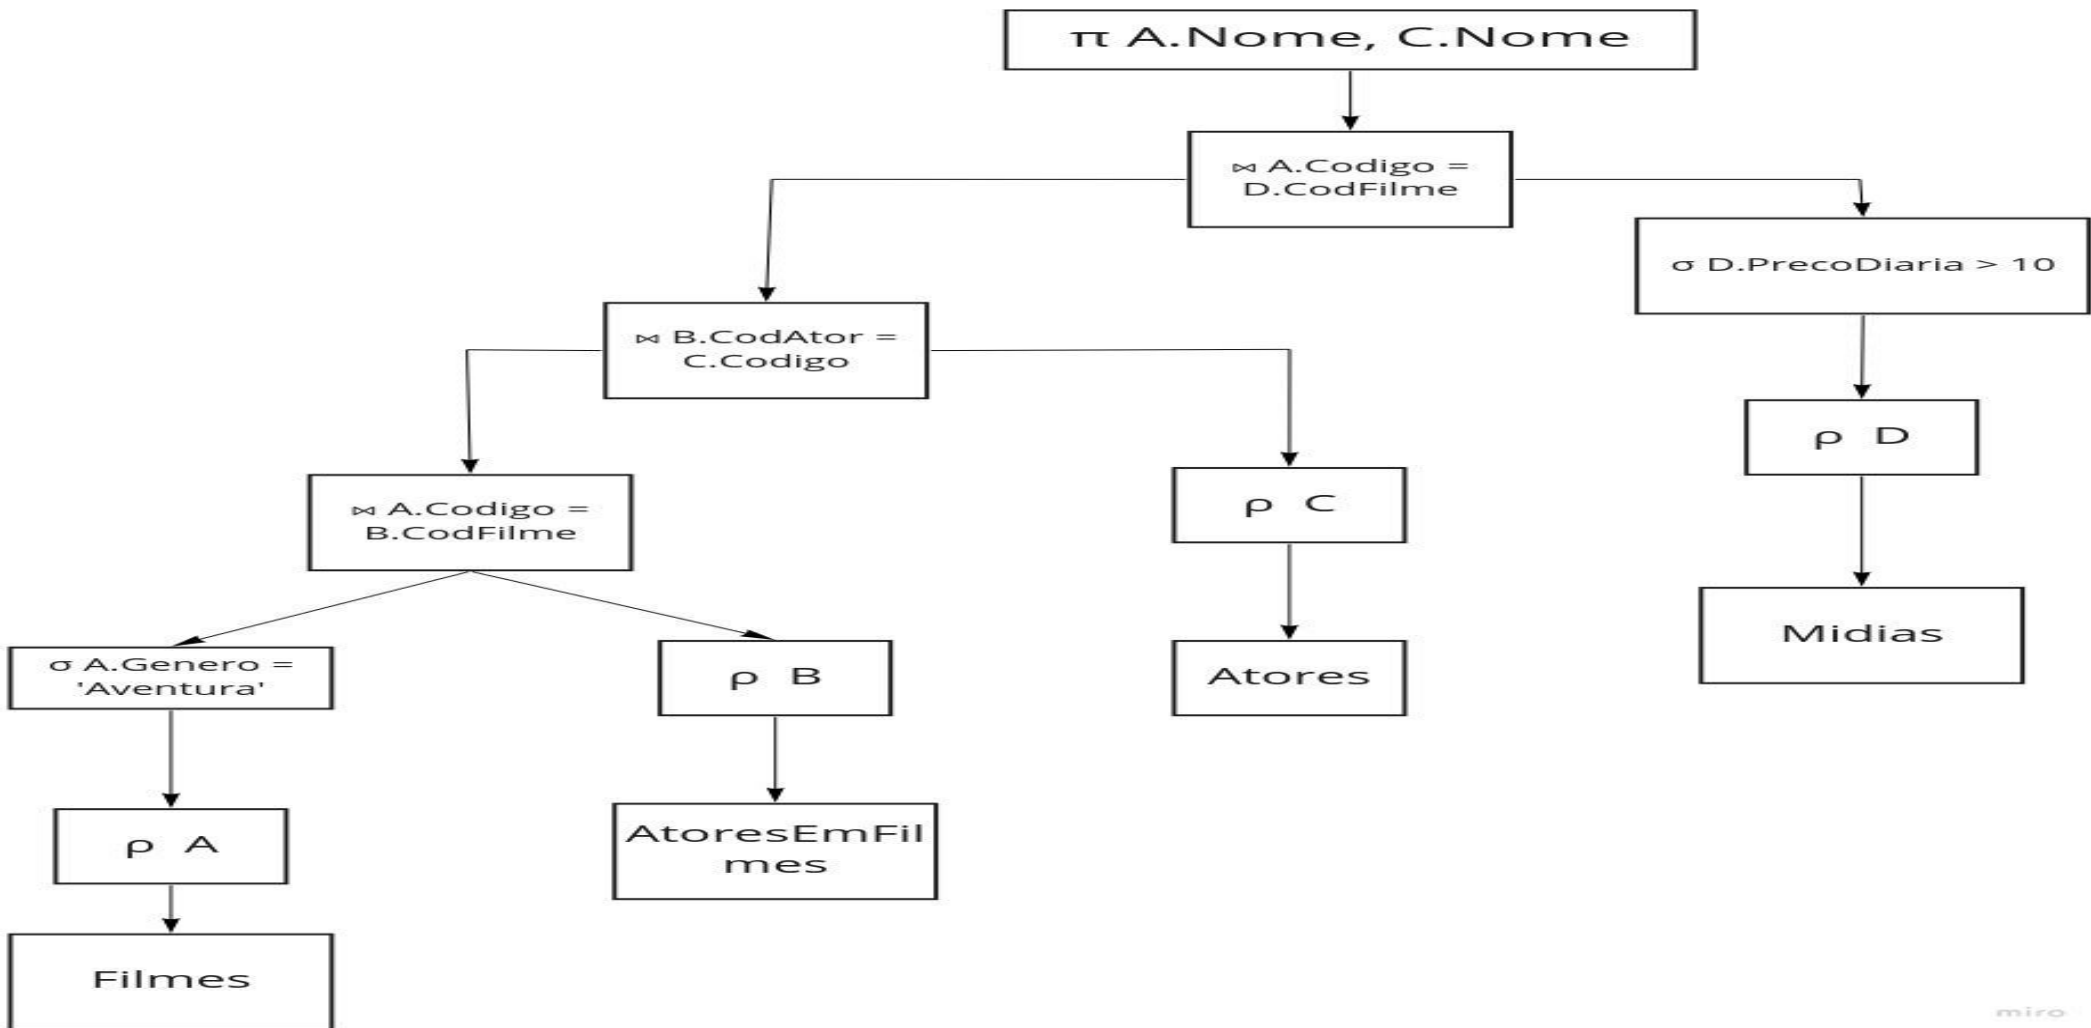 π A.Nome, C.Nome
⋈ A.Codigo =
D.CodFilme
σ D.PrecoDiaria > 10
⋈ B.CodAtor =
C.Codigo
ρ D
⋈ A.Codigo =
B.CodFilme
ρ C
Midias
σ A.Genero =
'Aventura'
ρ B
Atores
ρ A
AtoresEmFil
mes
Filmes
miro